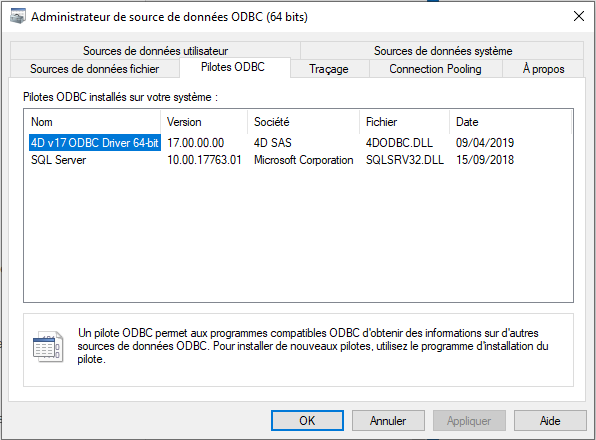 Administrateur de source de données ODBC (64 bits)
Sources de données utilisateur Sources de données système
Sources de données fichier Pilotes ODBC Traçage Connection Pooling À propos
Pilotes ODBC installés sur votre système :
Nom Version Société Fichier Date
4D v17 ODBC Driver 64-bit 17.00.00.00 4D SAS 4DODBC.DLL 09/04/2019
SQL Server 10.00.17763.01 Microsoft Corporation SQLSRV32.DLL 15/09/2018
Un pilote ODBC permet aux programmes compatibles ODBC d'obtenir des informations sur d'autres
sources de données ODBC. Pour installer de nouveaux pilotes, utilisez le programme d'installation du
pilote.
OK Annuler Appliquer Aide